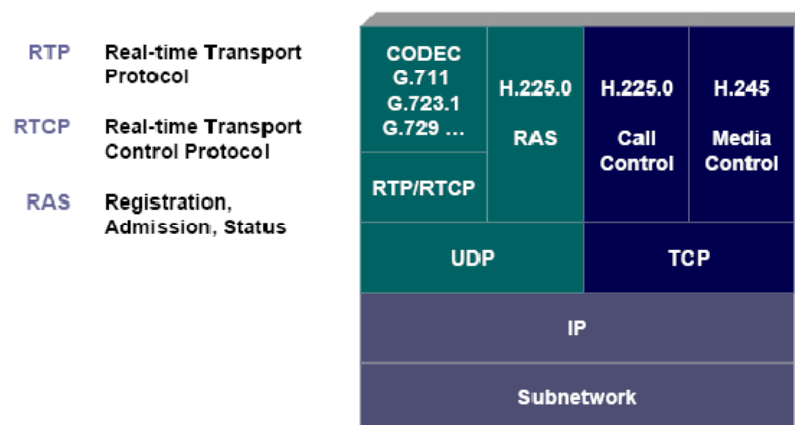 RTP Real-time Transport
Protocol
RTCP Real-time Transport
Control Protocol
RAS Registration,
Admission, Status
CODEC
G.711
G.723.1
G.729 ...
RTP/RTCP
H.225.0
RAS
H.225.0
Call
Control
H.245
Media
Control
UDP
TCP
IP
Subnetwork